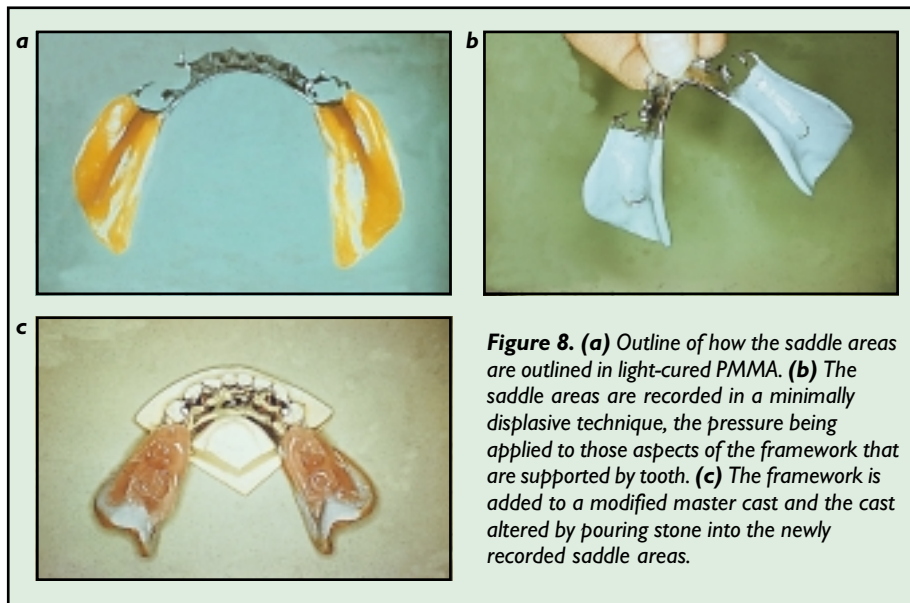 a
b
c
Figure 8. (a) Outline of how the saddle areas
are outlined in light-cured PMMA. (b) The
saddle areas are recorded in a minimally
displasive technique, the pressure being
applied to those aspects of the framework that
are supported by tooth. (c) The framework is
added to a modified master cast and the cast
altered by pouring stone into the newly
recorded saddle areas.